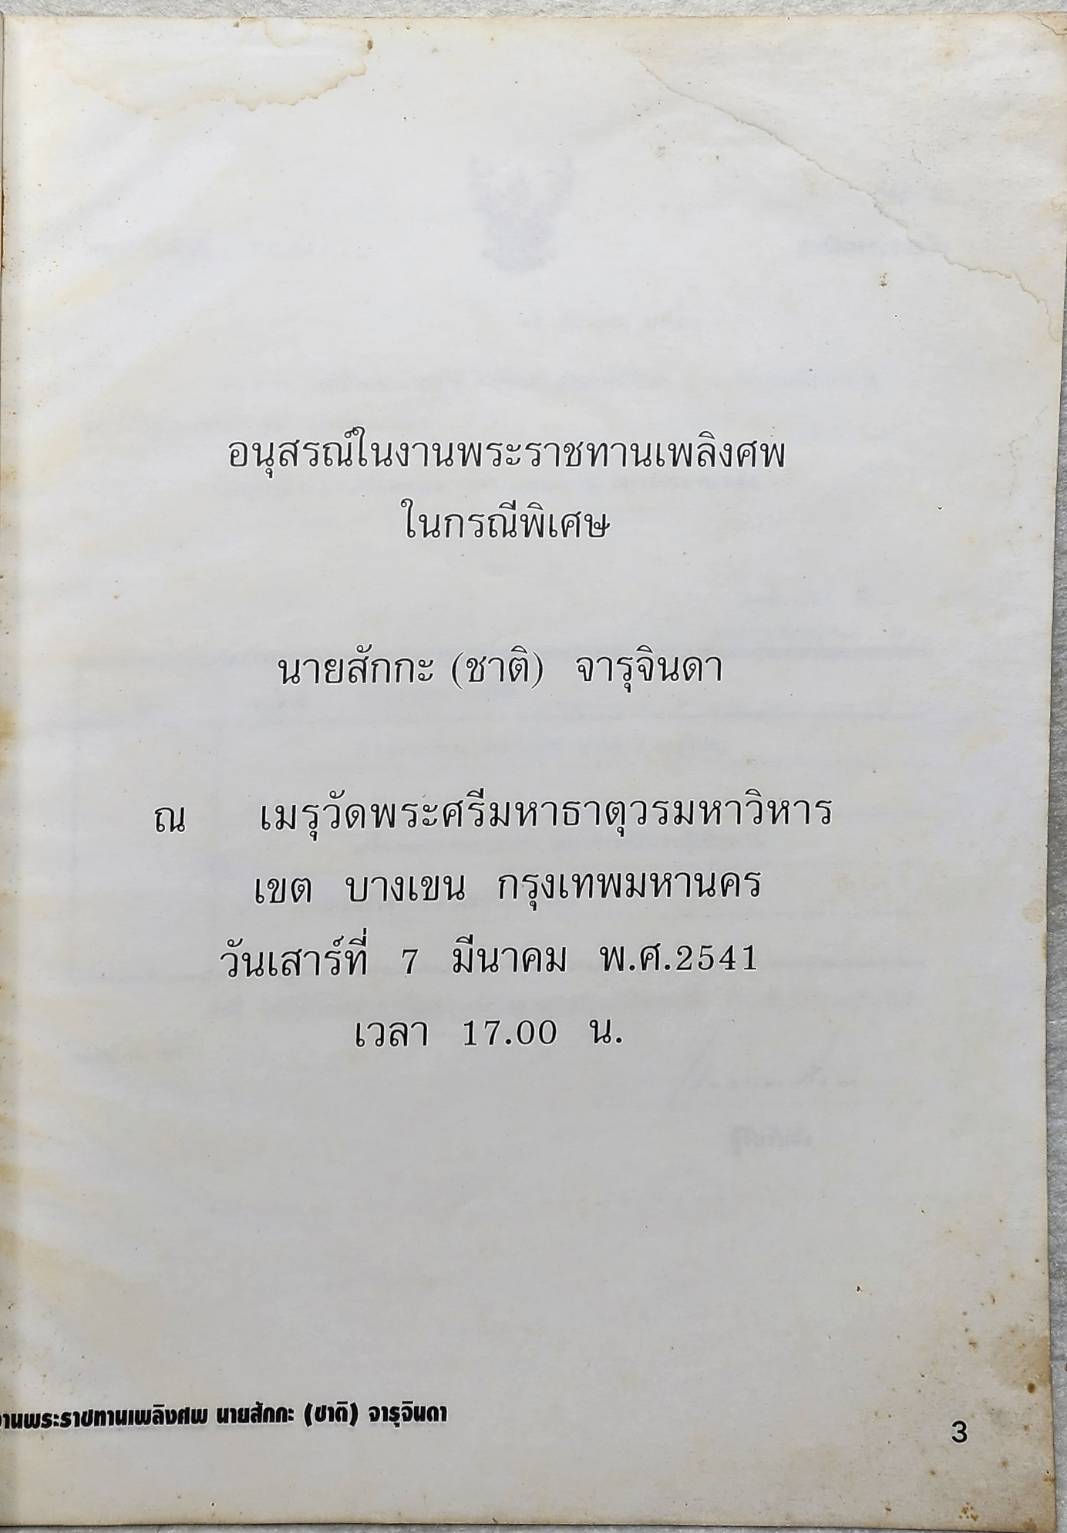 อนุสรณ์ในงานพระราชทานเพลิงศพ
ในกรณีพิเศษ
นายสักกะ (ชาติ) จารุจินดา
ณ เมรุวัดพระศรีมหาธาตุวรมหาวิหาร
เขต บางเขน กรุงเทพมหานคร
วันเสาร์ที่ 7 มีนาคม พ.ศ.2541
เวลา 17.00 น.
งานพระราชทานเพลิงศพ นายสักกะ (ชาติ) จารุจินดา
3